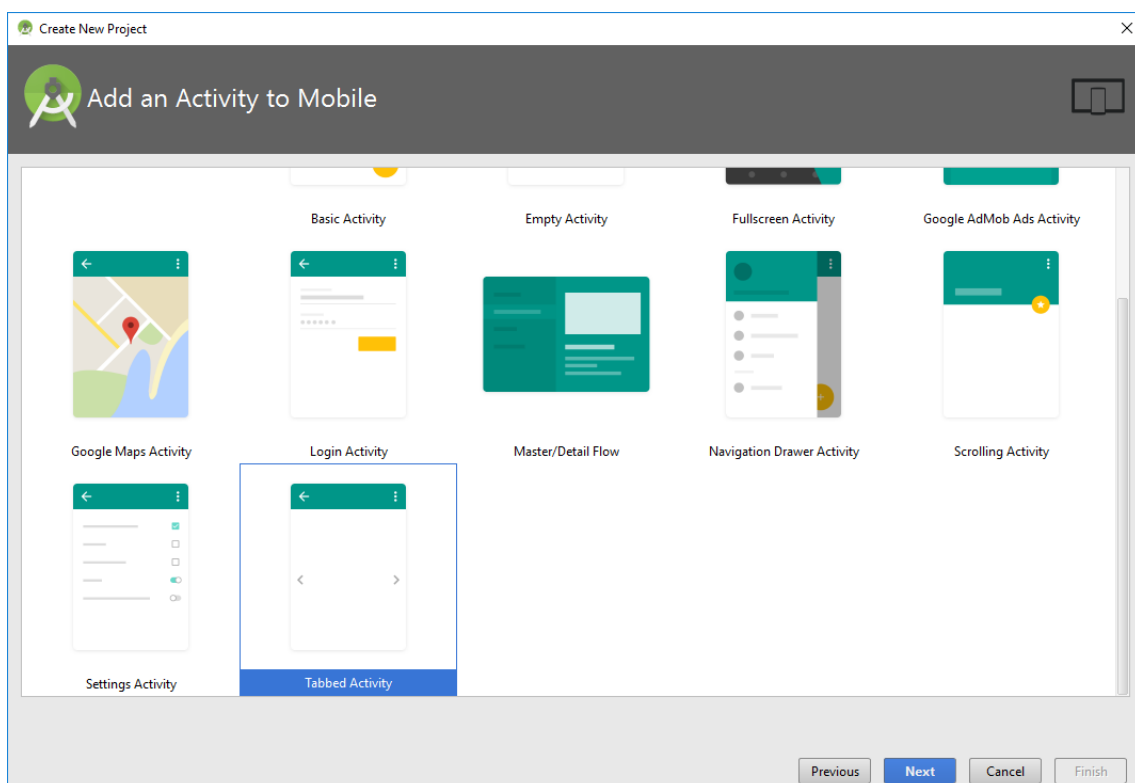 Create New Project
Add an Activity to Mobile
Basic Activity
Empty Activity
Fullscreen Activity
Google AdMob Ads Activity
Google Maps Activity
Login Activity
Master/Detail Flow
Navigation Drawer Activity
Scrolling Activity
Settings Activity
Tabbed Activity
Previous
Next
Cancel
Finish